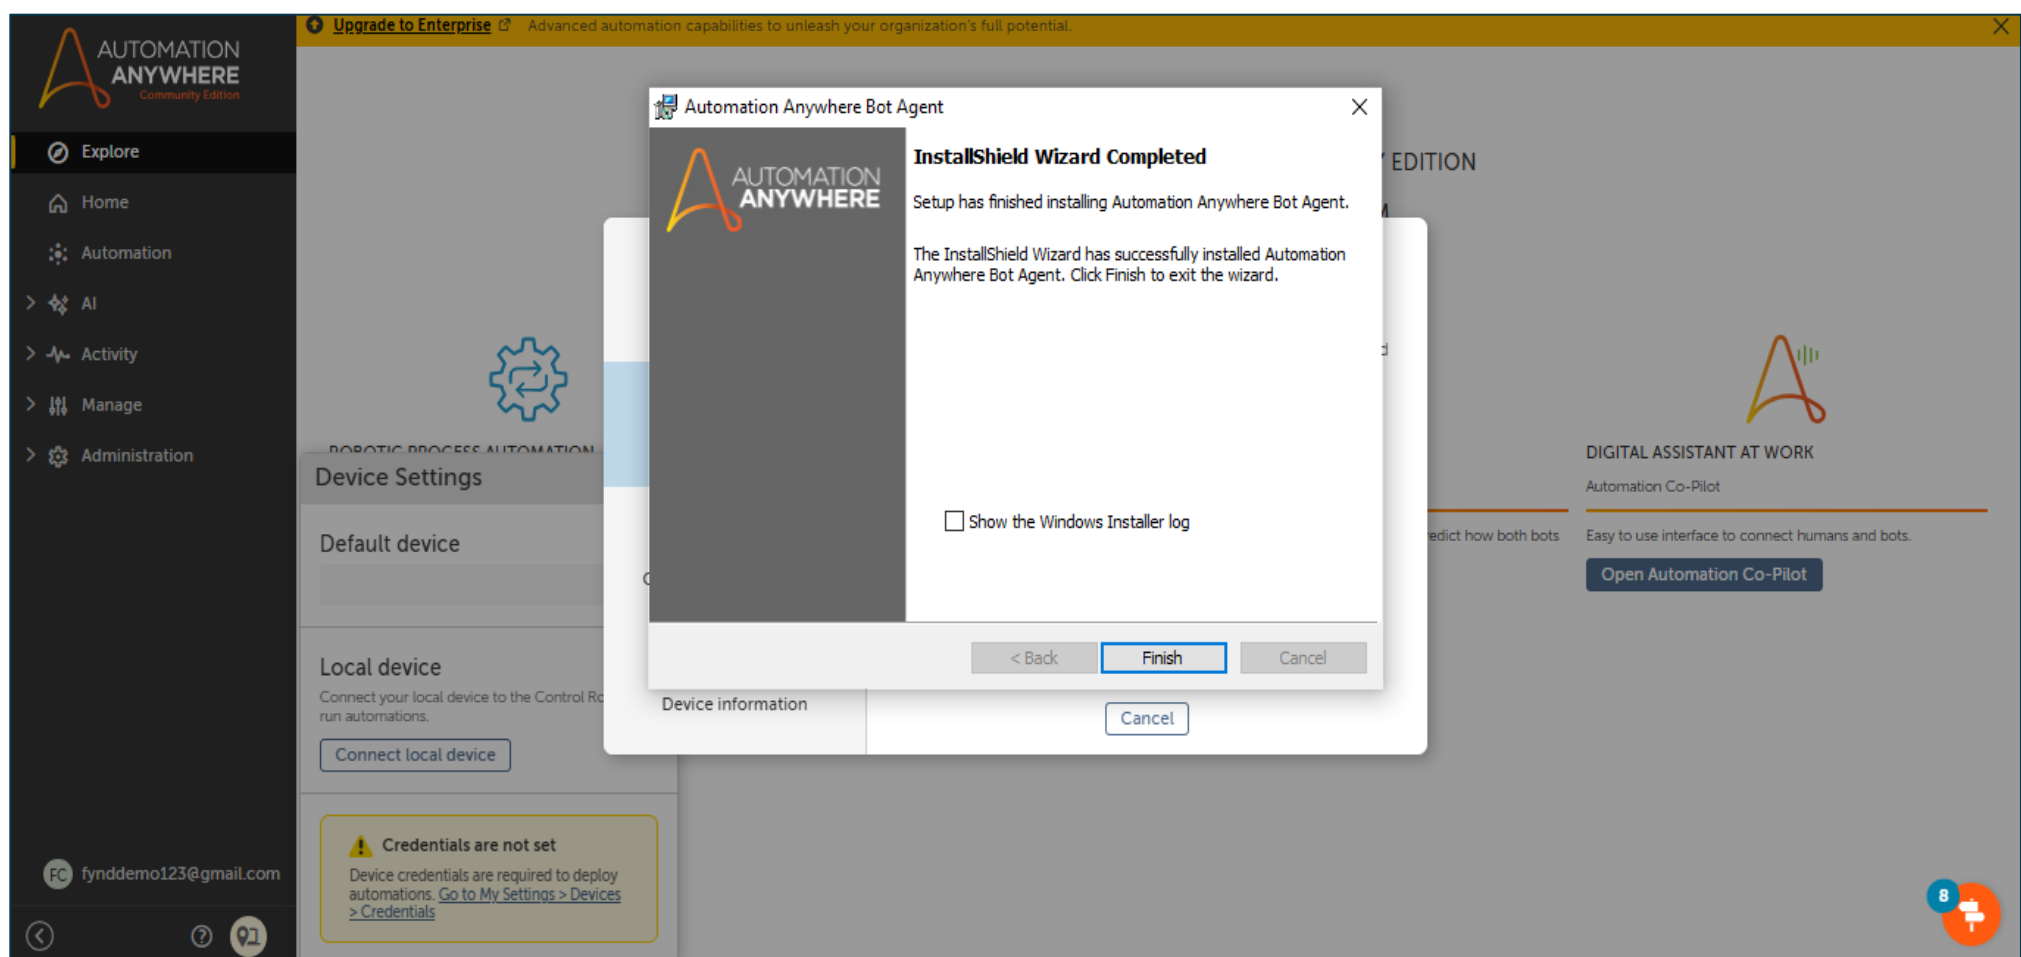 Upgrade to Enterprise Advanced automation capabilities to unleash your organization's full potential.
AUTOMATION
ANYWHERE
Community Edition
Explore
Home
Automation
AI
Activity
Manage
Administration
fynddemo123@gmail.com
FC
Automation Anywhere Bot Agent
AUTOMATION
ANYWHERE
InstallShield Wizard Completed
Setup has finished installing Automation Anywhere Bot Agent.
The InstallShield Wizard has successfully installed Automation
Anywhere Bot Agent. Click Finish to exit the wizard.
Show the Windows Installer log
< Back
Finish
Cancel
EDITION
ROBOTIC PROCESS AUTOMATION
Device Settings
Default device
Local device
Connect your local device to the Control
run automations.
Connect local device
Credentials are not set
Device credentials are required to deploy
automations. Go to My Settings > Devices
> Credentials
Device information
Cancel
how both bots
DIGITAL ASSISTANT AT WORK
Automation Co-Pilot
Easy to use interface to connect humans and bots.
Open Automation Co-Pilot
8